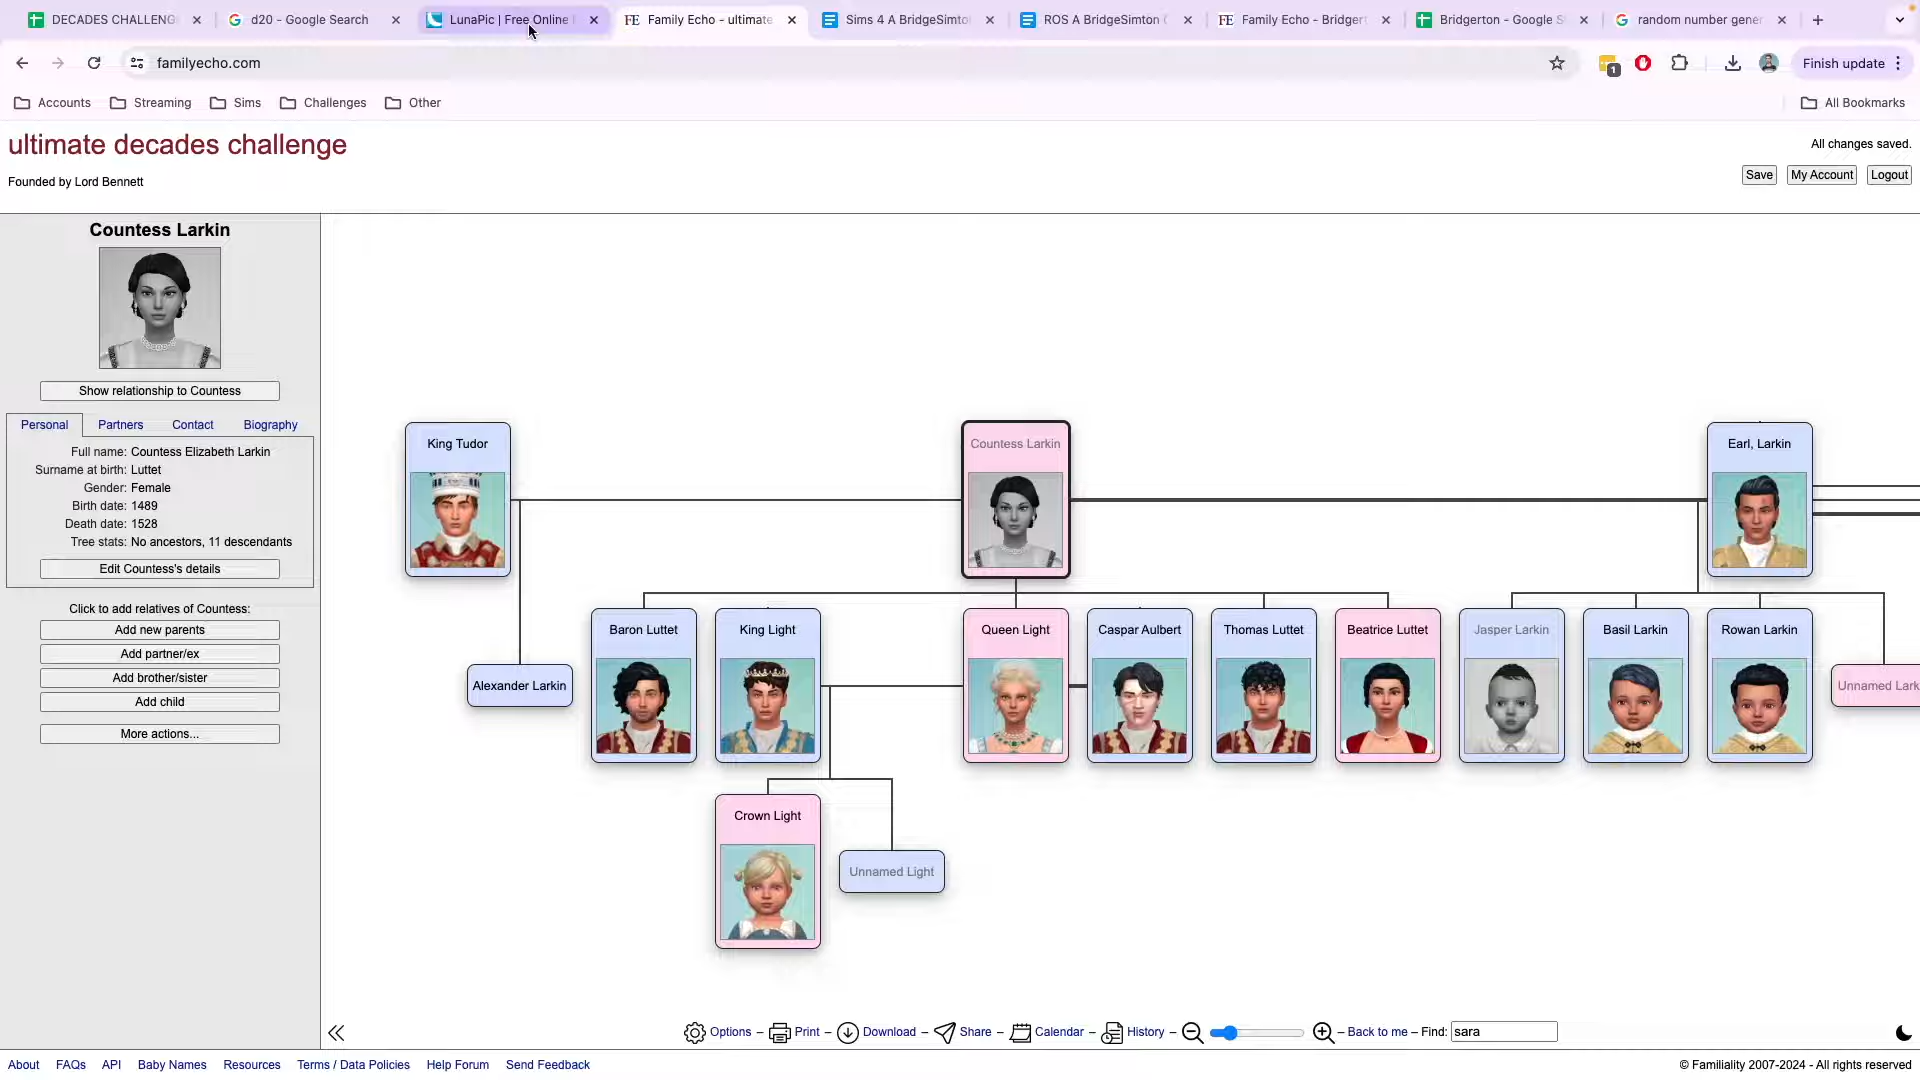 DECADES CHALLENG
d20 - Google Search
LunaPic | Free Online
Family Echo - ultimate
Sims 4 A BridgeSimto
ROS A BridgeSimton
Family Echo - Bridger
Bridgerton - Google S
random number gener
familyecho.com
1
Finish update
Accounts
Streaming
Sims
Challenges
Other
All Bookmarks
ultimate decades challenge
Founded by Lord Bennett
All changes saved.
Save
My Account
Logout
Countess Larkin
Show relationship to Countess
Personal
Partners
Contact
Biography
Full name: Countess Elizabeth Larkin
Surname at birth: Luttet
Gender: Female
Birth date: 1489
Death date: 1528
Tree stats: No ancestors, 11 descendants
Edit Countess's details
Click to add relatives of Countess:
Add new parents
Add partner/ex
Add brother/sister
Add child
More actions...
King Tudor
Countess Larkin
Earl, Larkin
Alexander Larkin
Baron Luttet
King Light
Queen Light
Caspar Aulbert
Thomas Luttet
Beatrice Luttet
Jasper Larkin
Basil Larkin
Rowan Larkin
Unnamed Lark
Crown Light
Unnamed Light
Options – Print – Download – Share – Calendar – History – – Back to me – Find: sara
About
FAQs
API
Baby Names
Resources
Terms / Data Policies
Help Forum
Send Feedback
© Familiality 2007-2024 - All rights reserved